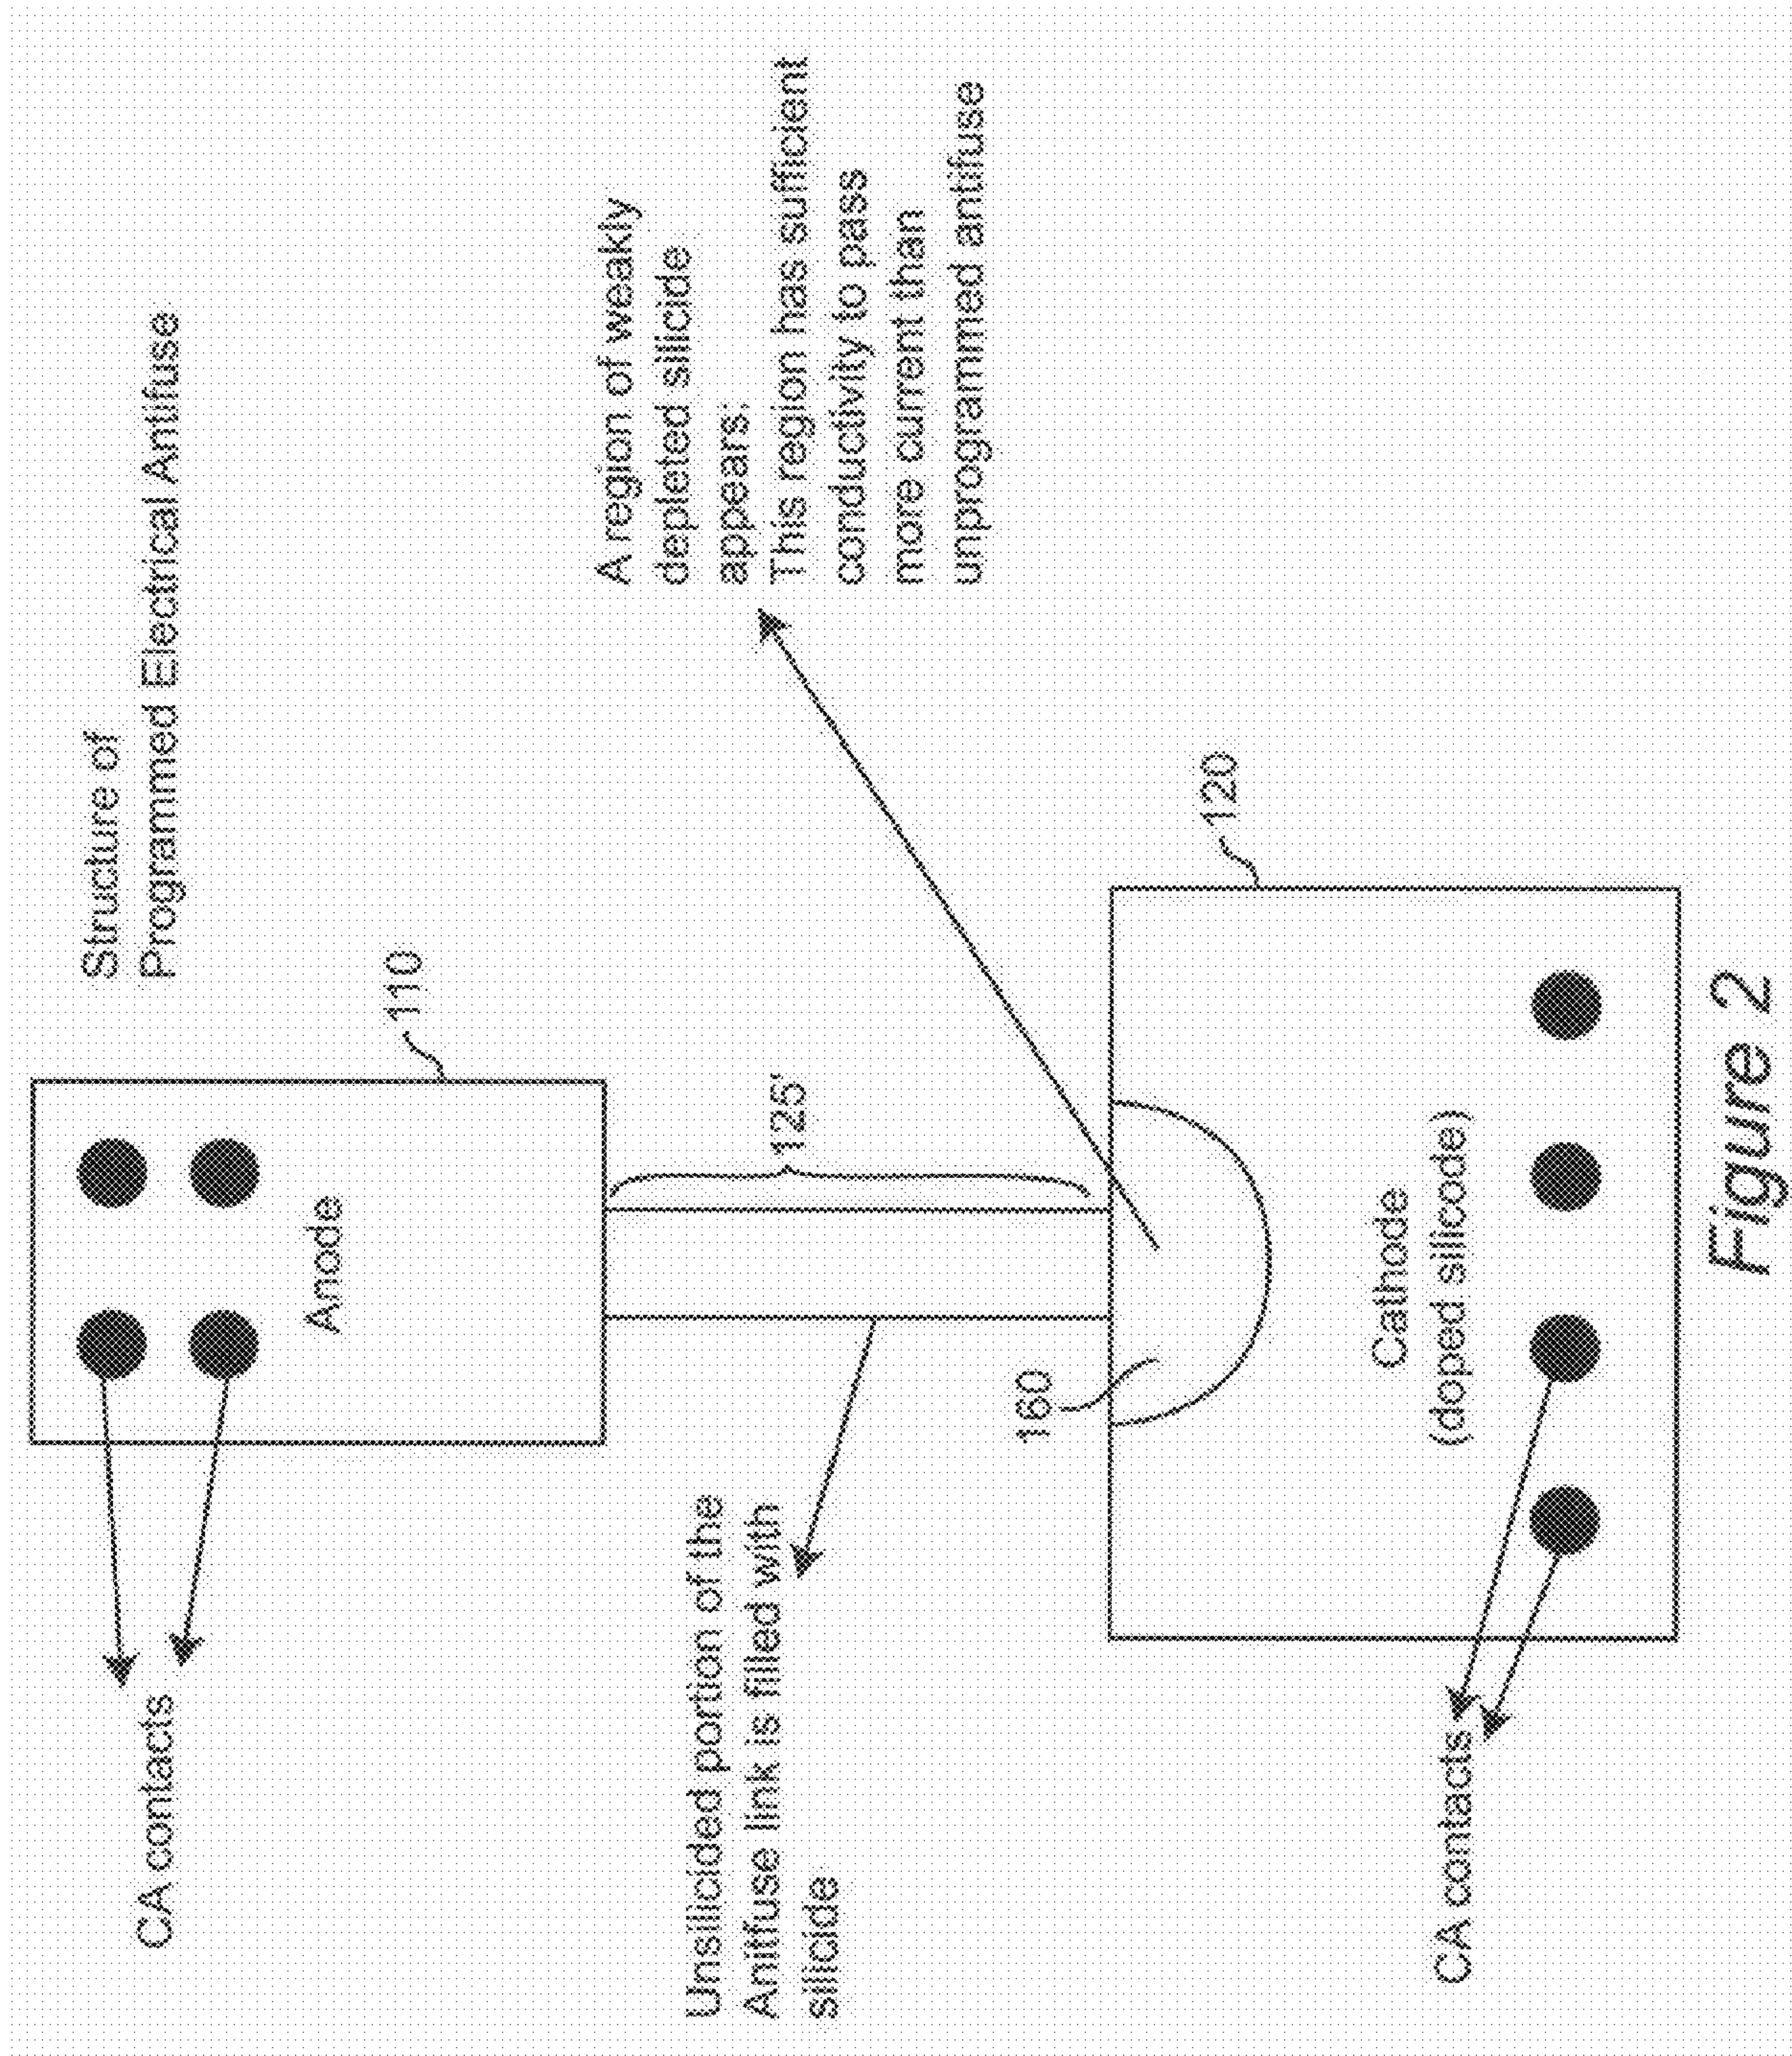 Structure of
Programmed Electrical Antifuse
CA contacts
Anode
110
A region of weakly
depleted silicide
appears:
This region has sufficient
conductivity to pass
more current than
unprogrammed antifuse
Unsilicided portion of the
Anitfuse link is filled with
silicide
125'
160
120
Cathode
(doped silicode)
CA contacts
Figure 2